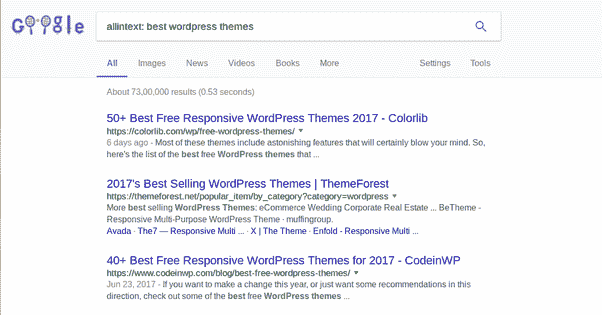 Google
allintext: best wordpress themes
All Images News Videos Books More Settings Tools
About 73,00,000 results (0.53 seconds)
50+ Best Free Responsive WordPress Themes 2017 - Colorlib
https://colorlib.com/wp/free-wordpress-themes/
6 days ago - Most of these themes include astonishing features that will certainly blow your mind. So,
here's the list of the best free WordPress themes that ...
2017's Best Selling WordPress Themes | ThemeForest
https://themeforest.net/popular_item/by_category?category=wordpress
More best selling WordPress Themes: eCommerce Wedding Corporate Real Estate ... BeTheme -
Responsive Multi-Purpose WordPress Theme · muffingroup.
Avada · The7 — Responsive Multi ... · X | The Theme · Enfold - Responsive Multi ...
40+ Best Free Responsive WordPress Themes for 2017 - CodeinWP
https://www.codeinwp.com/blog/best-free-wordpress-themes/
Jun 23, 2017 - If you want to make a change this year, or just want some recommendations in this
direction, check out some of the best free WordPress themes ...